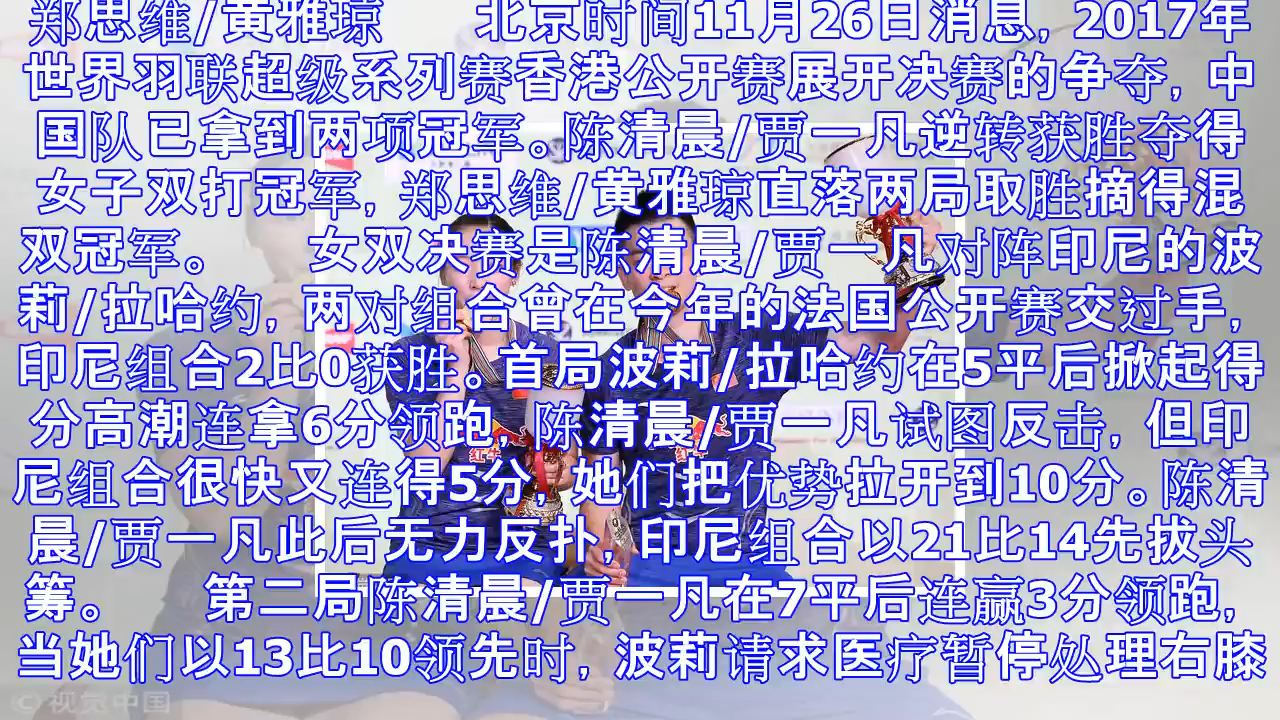 郑思维/黄雅琼　　北京时间11月26日消息, 2017年
世界羽联超级系列赛香港公开赛展开决赛的争夺, 中
国队已拿到两项冠军。陈清晨/贾一凡逆转获胜夺得
女子双打冠军, 郑思维/黄雅琼直落两局取胜摘得混
双冠军。　　女双决赛是陈清晨/贾一凡对阵印尼的波
莉/拉哈约, 两对组合曾在今年的法国公开赛交过手,
印尼组合2比0获胜。首局波莉/拉哈约在5平后掀起得
分高潮连拿6分领跑, 陈清晨/贾一凡试图反击, 但印
尼组合很快又连得5分, 她们把优势拉开到10分。陈清
晨/贾一凡此后无力反扑, 印尼组合以21比14先拔头
筹。　　第二局陈清晨/贾一凡在7平后连赢3分领跑,
当她们以13比10领先时, 波莉请求医疗暂停处理右膝
红牛
红牛
©视觉中国